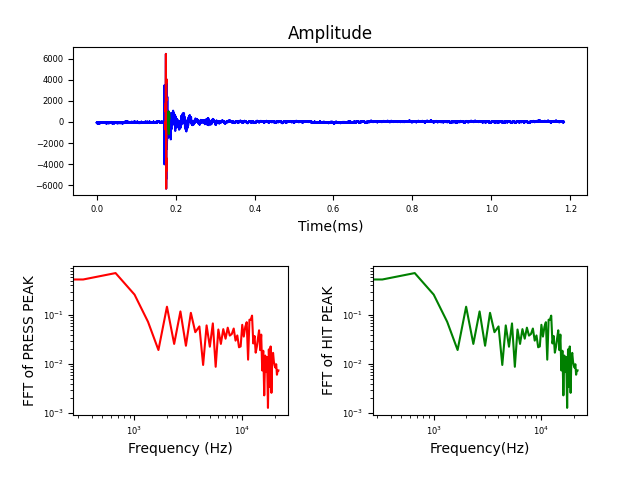 Amplitude
6000
4000
2000
0
−2000
−4000
−6000
0.0 0.2 0.4 0.6 0.8 1.0 1.2
Time(ms)
FFT of PRESS PEAK
10⁻¹
10⁻²
10⁻³
10³ 10⁴
Frequency (Hz)
FFT of HIT PEAK
10⁻¹
10⁻²
10⁻³
10³ 10⁴
Frequency(Hz)